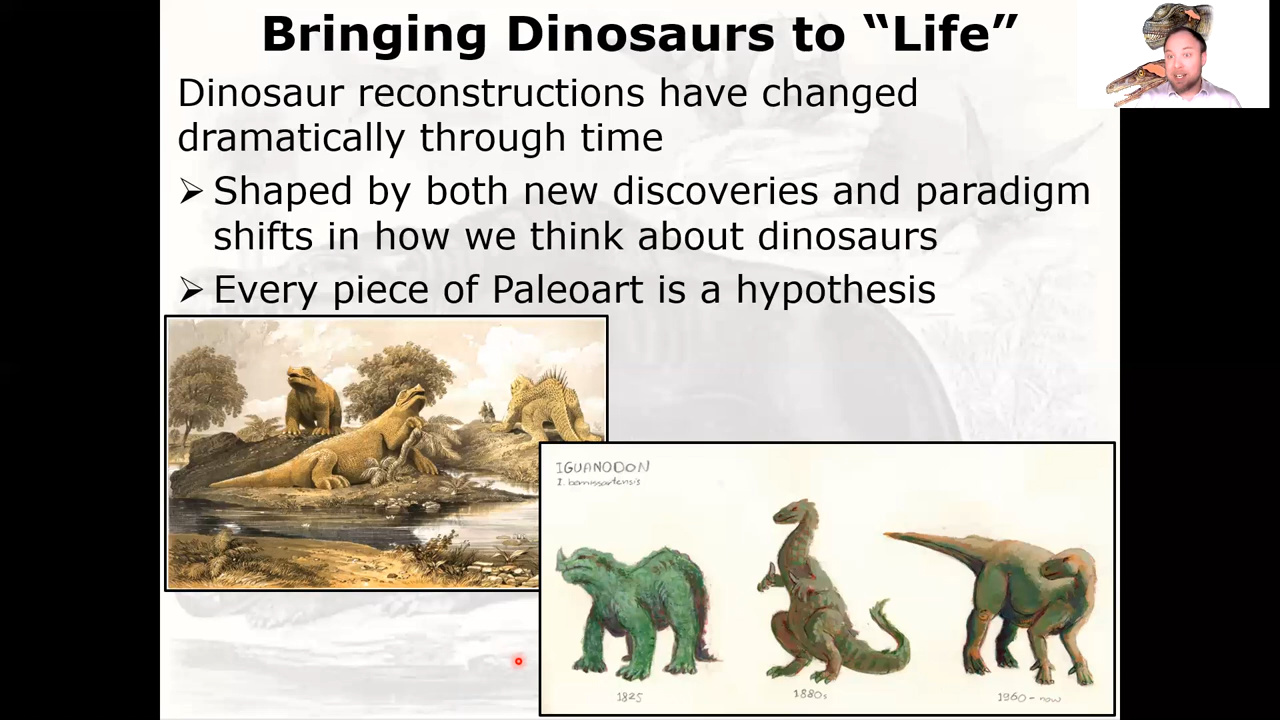 Bringing Dinosaurs to “Life”
Dinosaur reconstructions have changed
dramatically through time
➢ Shaped by both new discoveries and paradigm
shifts in how we think about dinosaurs
➢ Every piece of Paleoart is a hypothesis
IGUANODON
I. bernissartensis
1825
1880s
1960 - now